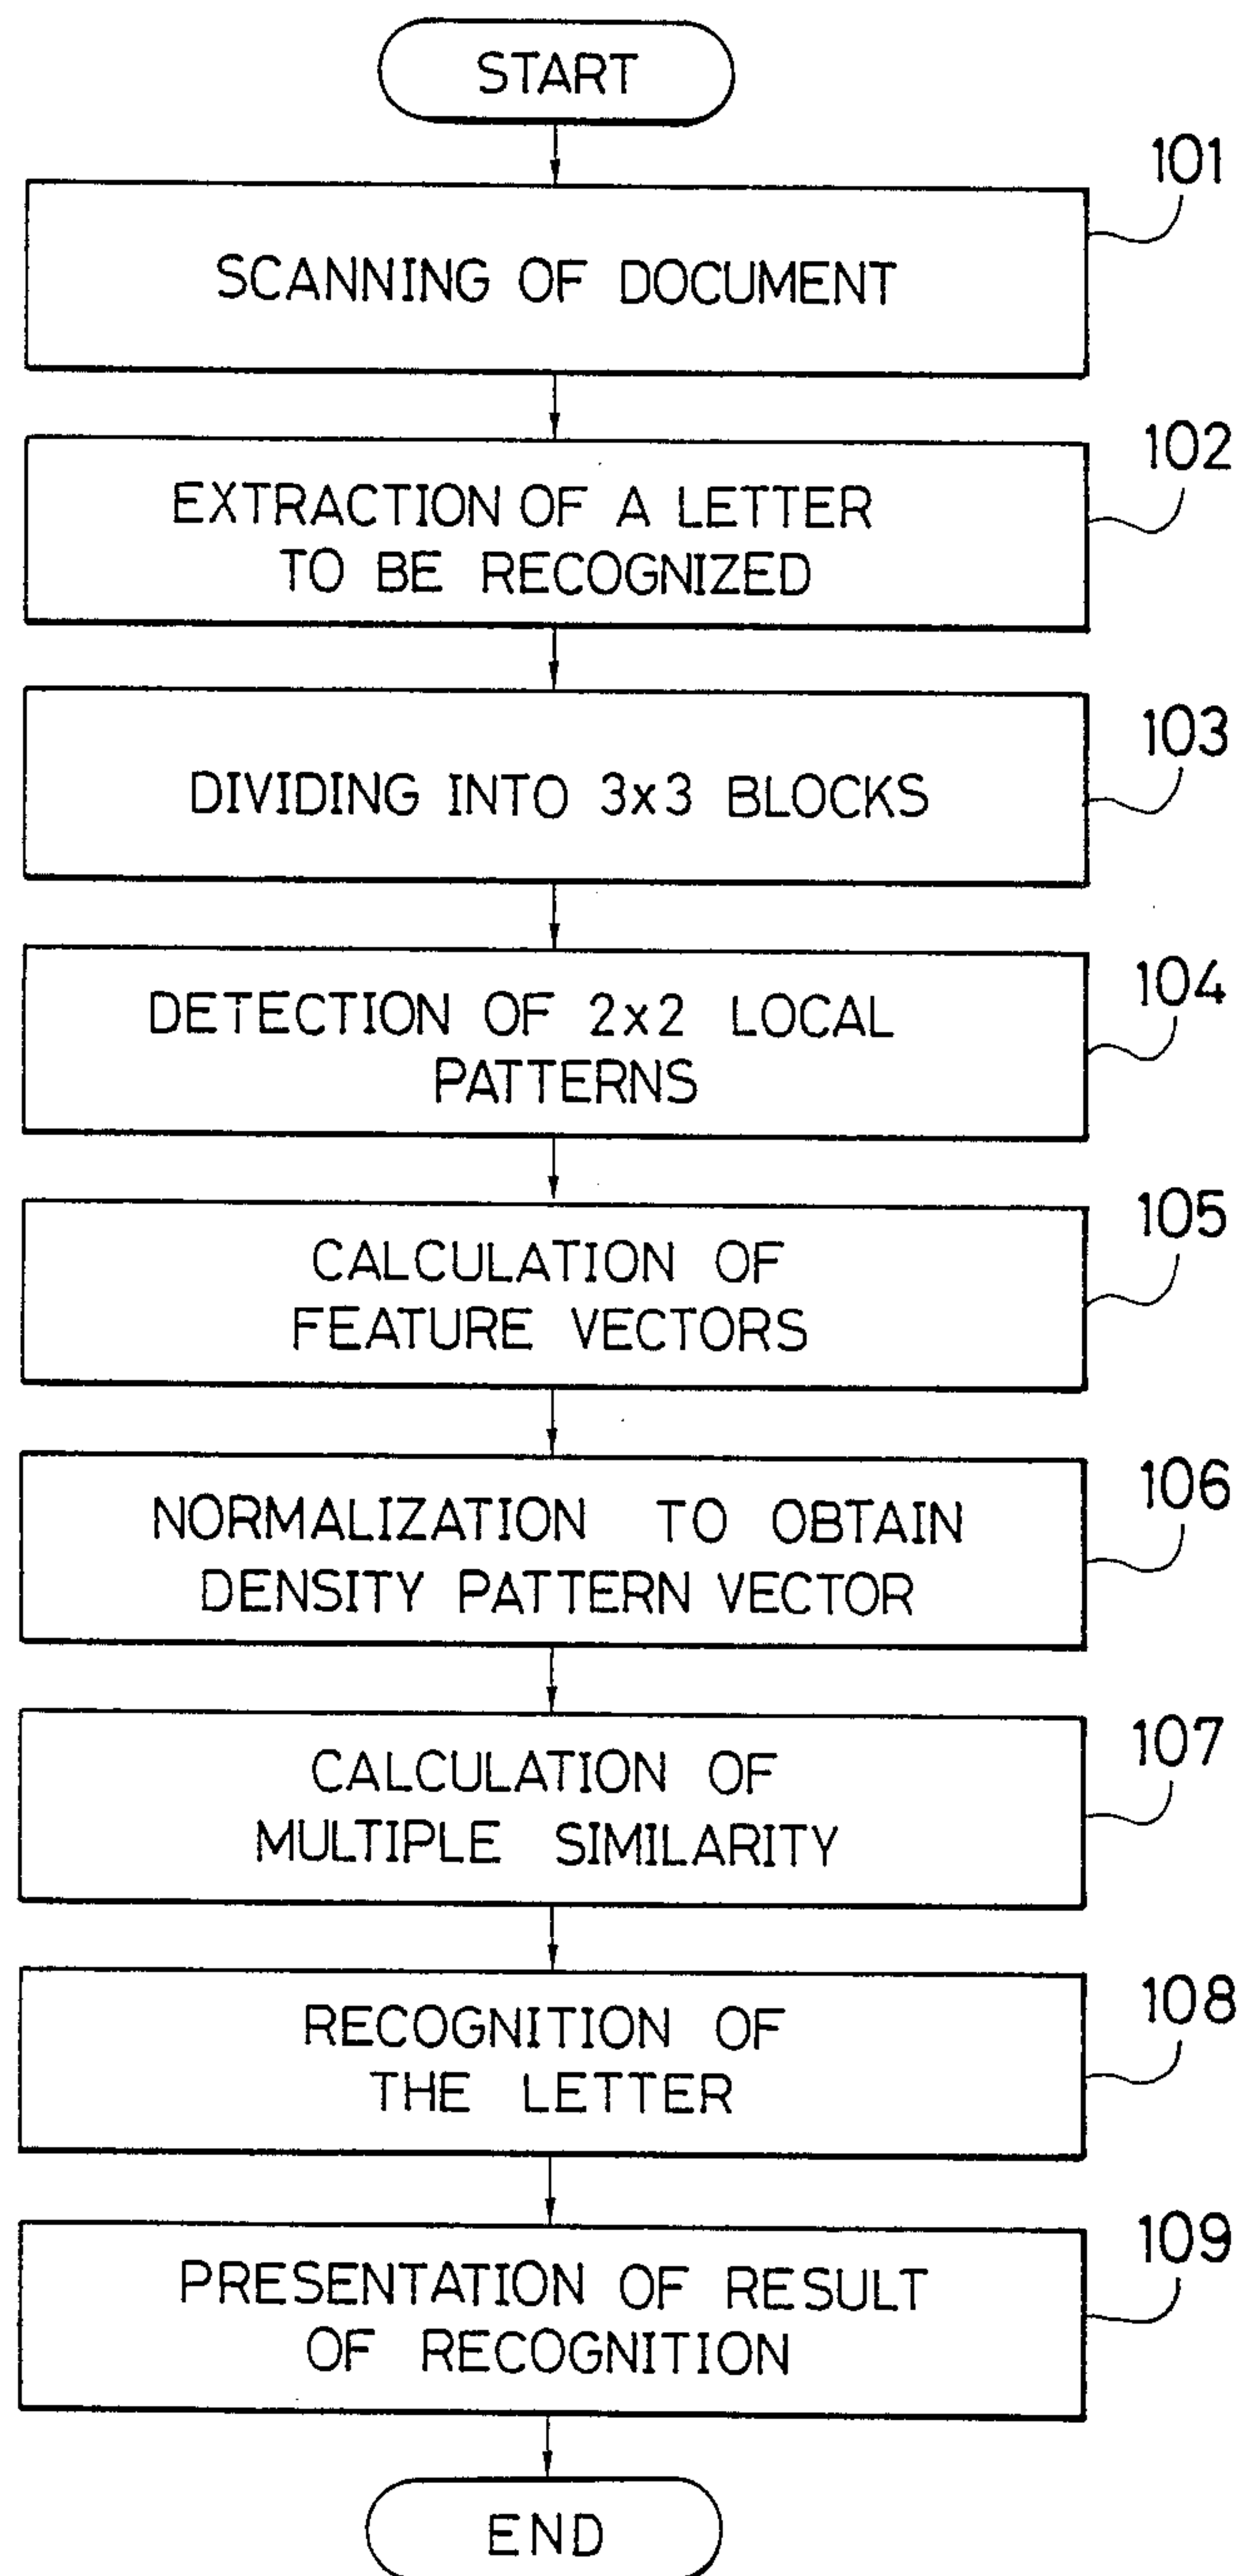 START
101
SCANNING OF DOCUMENT
102
EXTRACTION OF A LETTER
TO BE RECOGNIZED
103
DIVIDING INTO 3x3 BLOCKS
104
DETECTION OF 2x2 LOCAL
PATTERNS
105
CALCULATION OF
FEATURE VECTORS
106
NORMALIZATION TO OBTAIN
DENSITY PATTERN VECTOR
107
CALCULATION OF
MULTIPLE SIMILARITY
108
RECOGNITION OF
THE LETTER
109
PRESENTATION OF RESULT
OF RECOGNITION
END